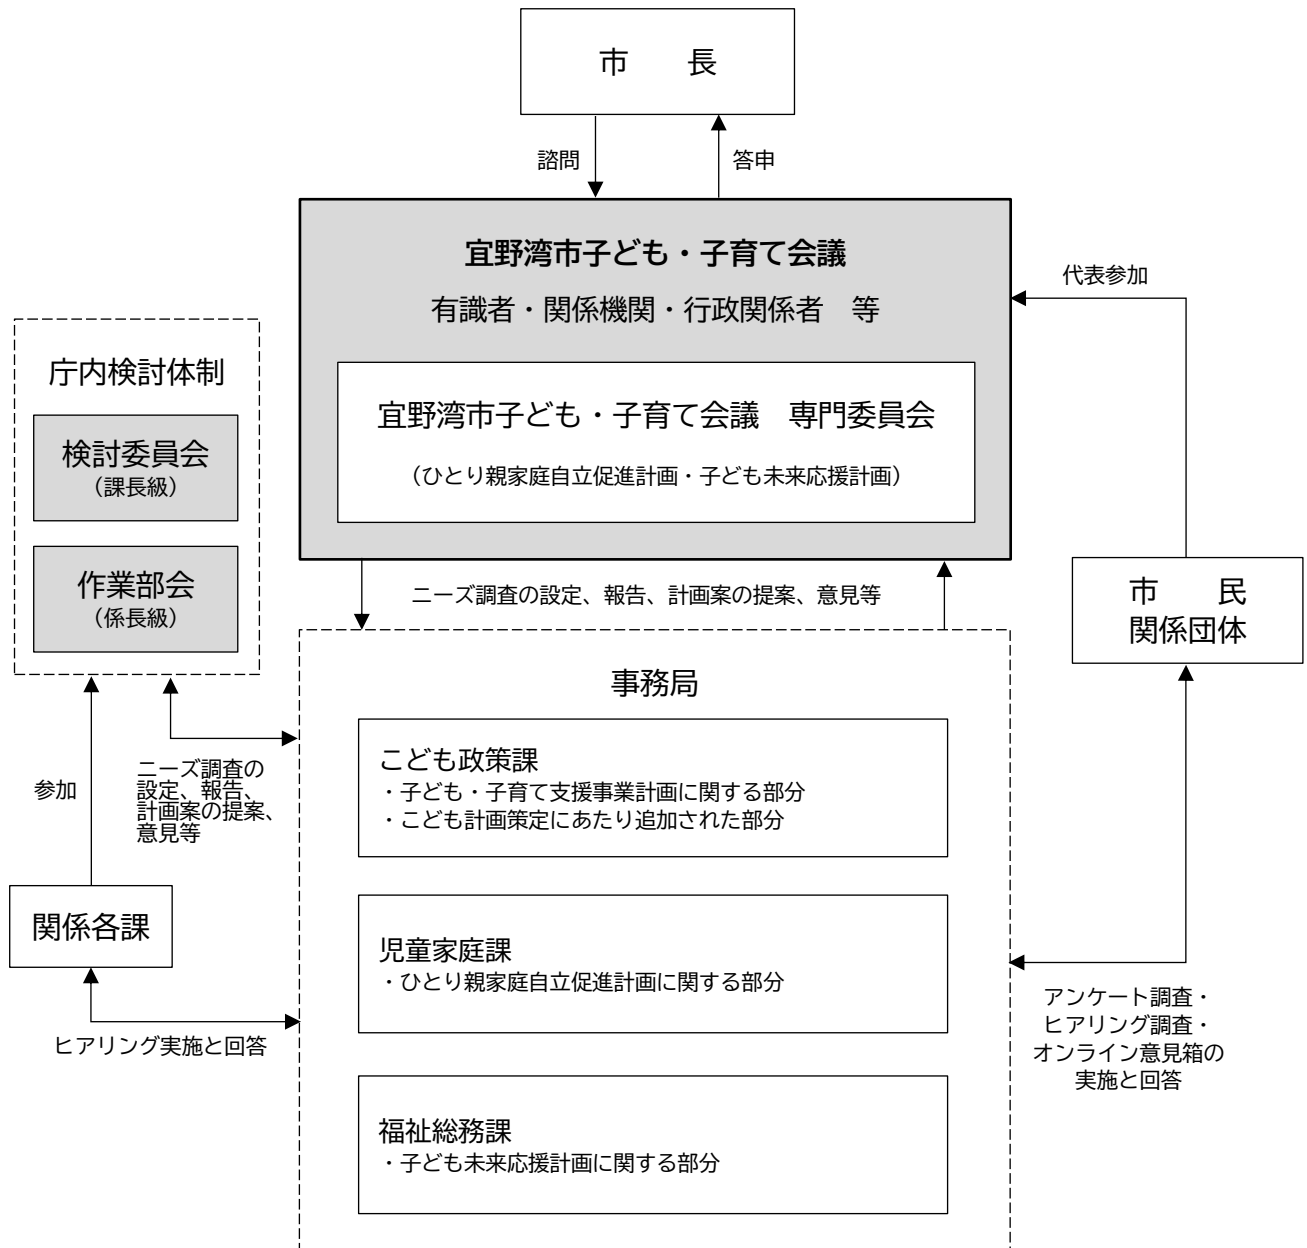 市　　長
諮問
答申
宜野湾市子ども・子育て会議
有識者・関係機関・行政関係者　等
宜野湾市子ども・子育て会議　専門委員会
（ひとり親家庭自立促進計画・子ども未来応援計画）
代表参加
庁内検討体制
検討委員会
（課長級）
作業部会
（係長級）
ニーズ調査の設定、報告、計画案の提案、意見等
市　　民
関係団体
事務局
こども政策課
・子ども・子育て支援事業計画に関する部分
・こども計画策定にあたり追加された部分
参加
ニーズ調査の
設定、報告、
計画案の提案、
意見等
関係各課
児童家庭課
・ひとり親家庭自立促進計画に関する部分
ヒアリング実施と回答
アンケート調査・
ヒアリング調査・
オンライン意見箱の
実施と回答
福祉総務課
・子ども未来応援計画に関する部分